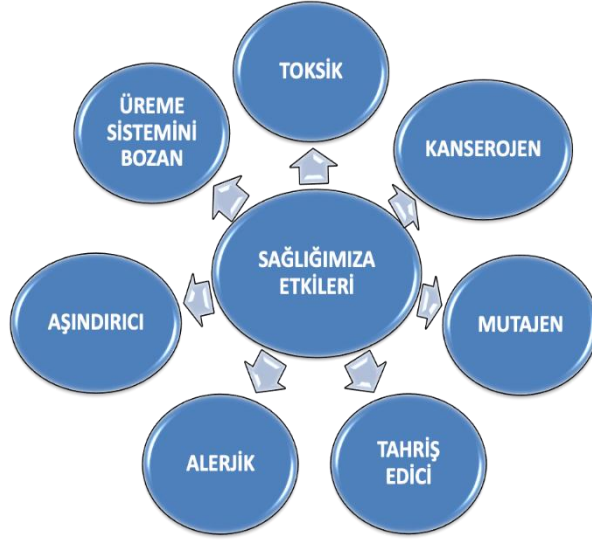 TOKSİK
ÜREME
SİSTEMİNİ
BOZAN
KANSEROJEN
SAĞLIĞIMIZA
ETKİLERİ
AŞINDIRICI
MUTAJEN
ALERJİK
TAHRİŞ
EDİCİ